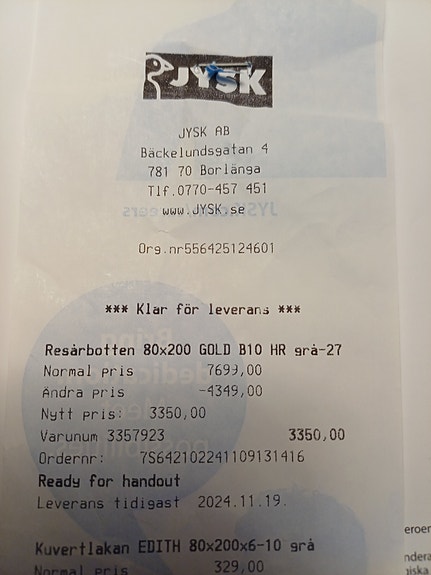 JYSK
JYSK AB
Bäckelundsgatan 4
781 70 Borlänga
Tlf.0770-457 451
www.JYSK.se
Org.nr556425124601
*** Klar för leverans ***
Resårbotten 80x200 GOLD B10 HR grå-27
Normal pris 7699,00
Ändra pris -4349,00
Nytt pris: 3350,00
Varunum 3357923 3350,00
Ordernr: 7S642102241109131416
Ready for handout
Leverans tidigast 2024.11.19.
Kuvertlakan EDITH 80x200x6-10 grå
Normal pris 329,00